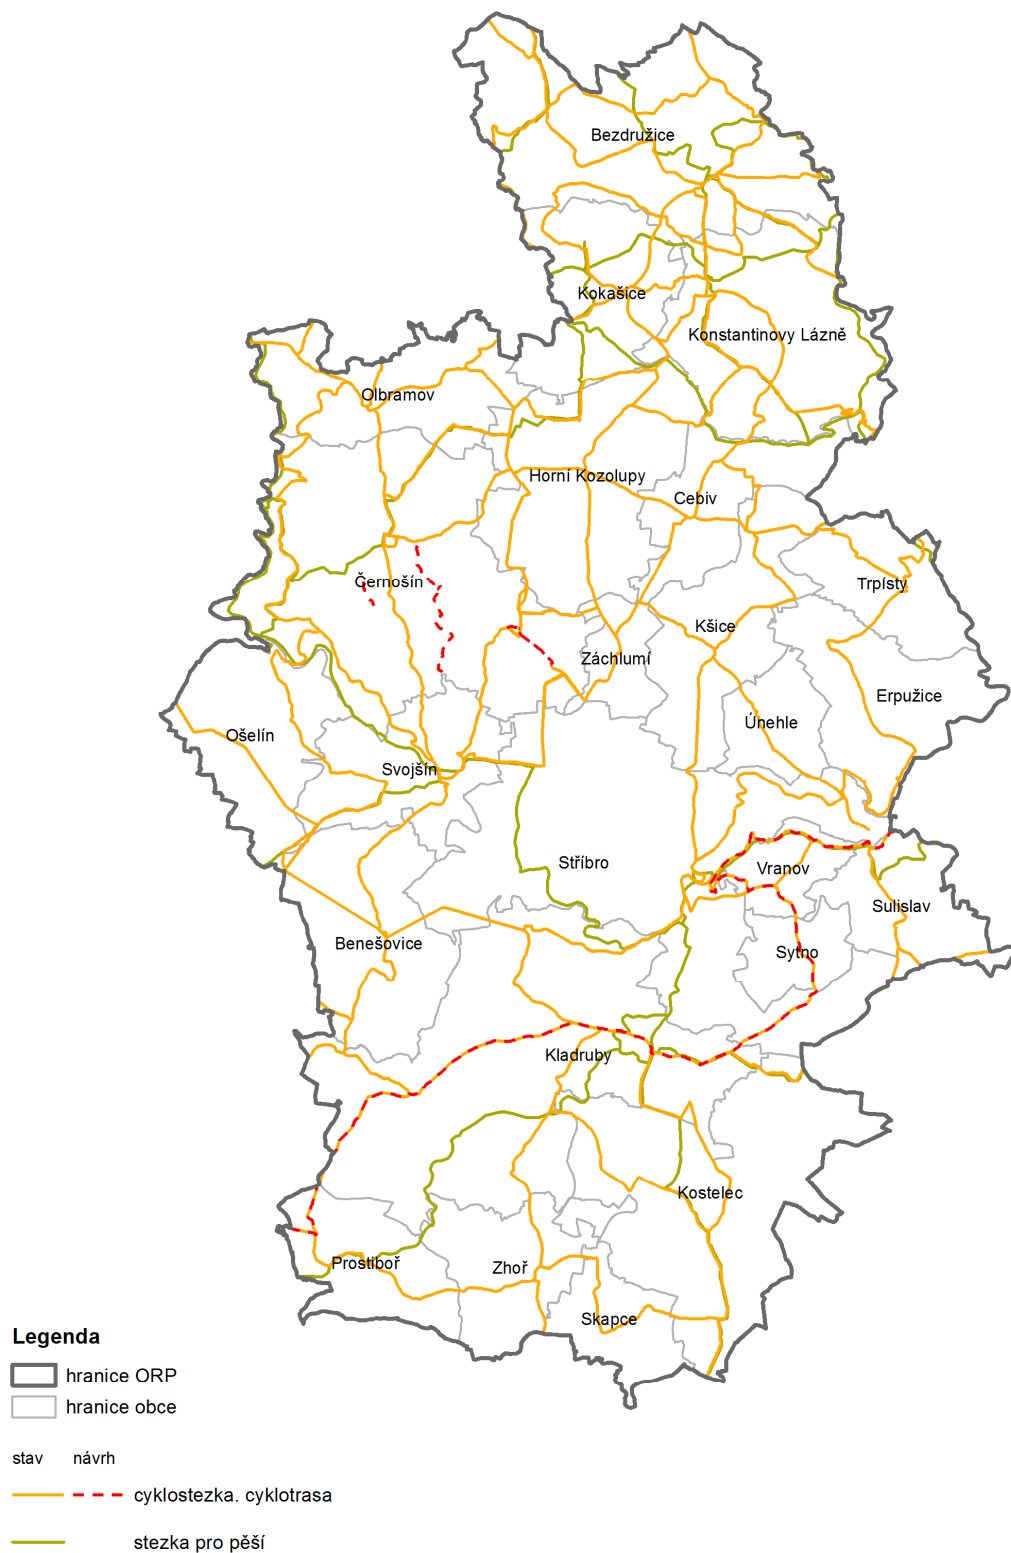 Bezdružice
Kokašice
Konstantinovy Lázně
Olbramov
Horní Kozolupy
Cebiv
Černošín
Trpísty
Kšice
Záchlumí
Erpužice
Únehle
Ošelín
Svojšín
Stříbro
Vranov
Sulislav
Benešovice
Sytno
Kladruby
Kostelec
Prostiboř
Zhoř
Skapce
Legenda
hranice ORP
hranice obce
stav návrh
cyklostezka. cyklotrasa
stezka pro pěší